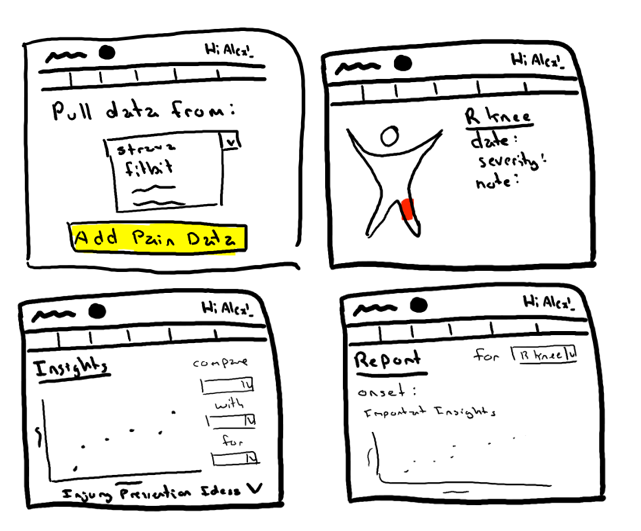 Hi Alex!
Pull data from:
strava
fitbit
Add Pain Data
Hi Alex!
R knee
date:
severity:
note:
Hi Alex!
Insights
compare
with
for
Injury Prevention Ideas
Hi Alex!
Report for R knee
onset:
Important Insights